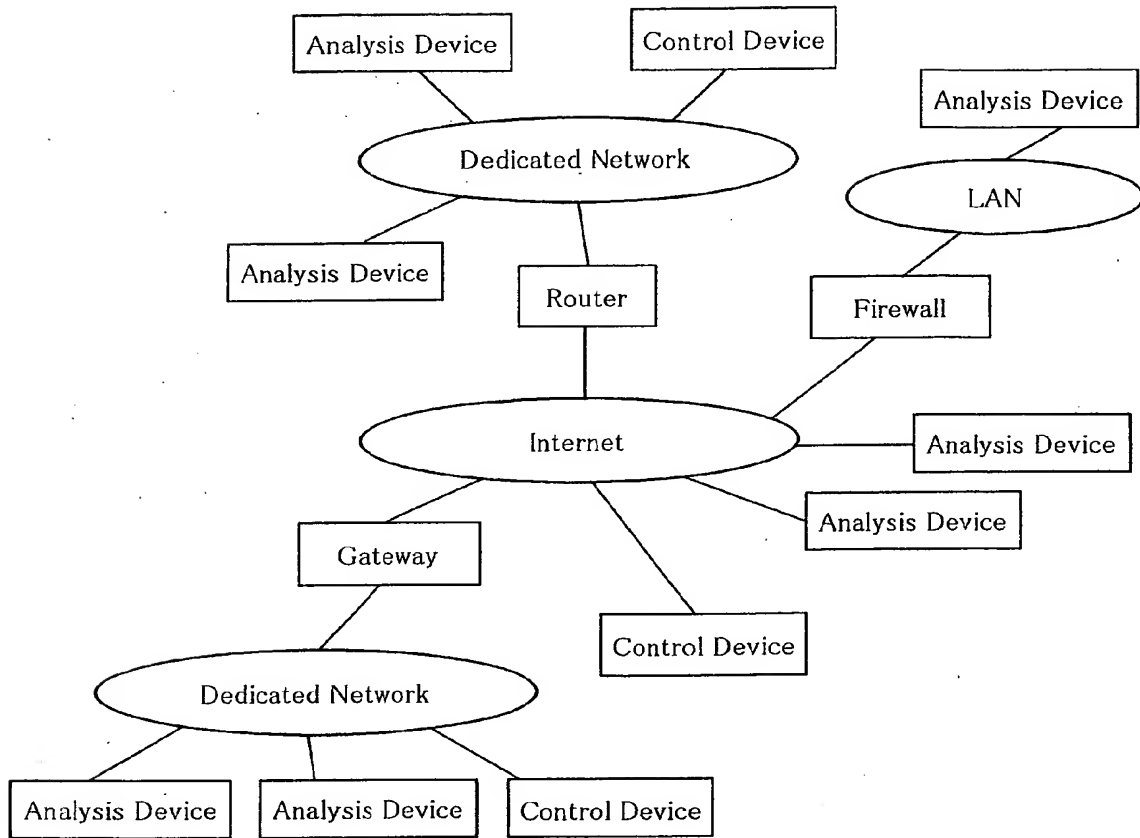 Analysis Device
Control Device
Analysis Device
Dedicated Network
LAN
Analysis Device
Router
Firewall
Internet
Analysis Device
Analysis Device
Gateway
Control Device
Dedicated Network
Analysis Device
Analysis Device
Control Device